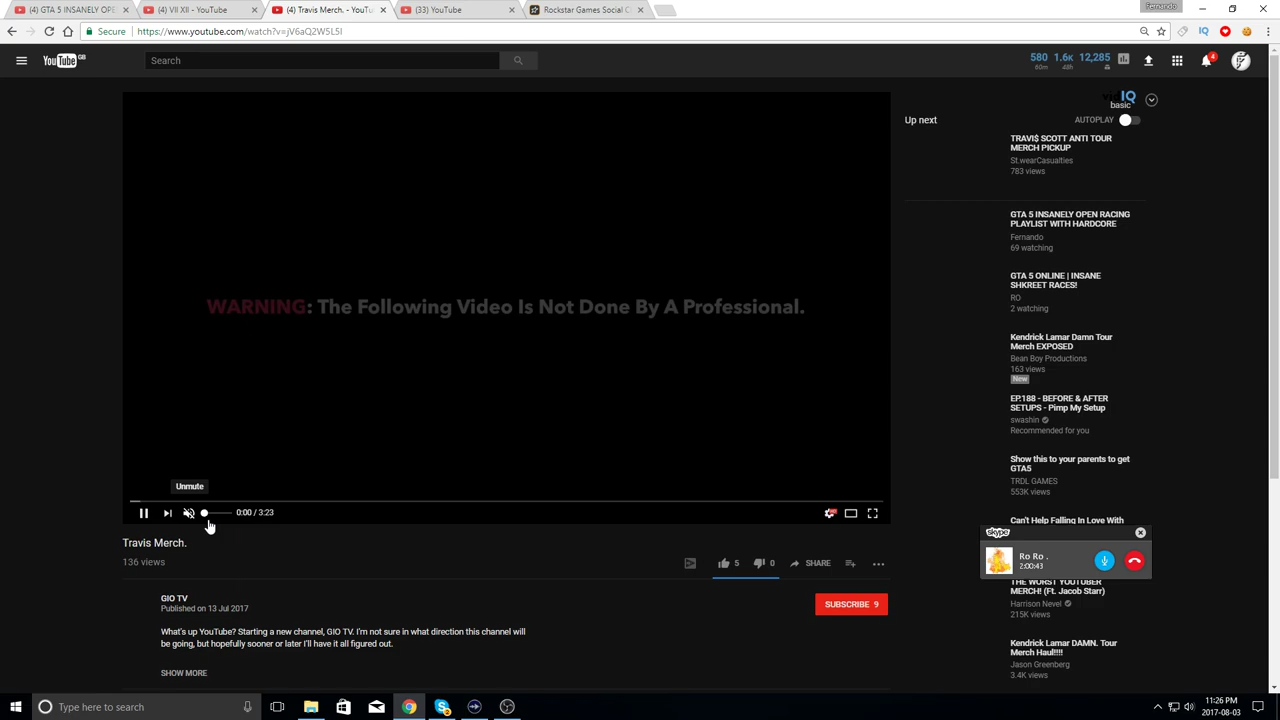 Fernando
(4) GTA 5 INSANELY OPE
(4) VII XII - YouTube
(4) Travis Merch. - YouTu
(33) YouTube
Rockstar Games Social C
Secure
https://www.youtube.com/watch?v=jV6aQ2W5L5I
YouTube GB
Search
580 1.6K 12,285
60m 48h
4
vidIQ
basic
Up next
AUTOPLAY
TRAVI$ SCOTT ANTI TOUR
MERCH PICKUP
St.wearCasualties
783 views
GTA 5 INSANELY OPEN RACING
PLAYLIST WITH HARDCORE
Fernando
69 watching
GTA 5 ONLINE | INSANE
SHKREET RACES!
RO
2 watching
Kendrick Lamar Damn Tour
Merch EXPOSED
Bean Boy Productions
163 views
New
EP.188 - BEFORE & AFTER
SETUPS - Pimp My Setup
swashin
Recommended for you
Show this to your parents to get
GTA5
TRDL GAMES
553K views
Can't Help Falling In Love With
skype
Ro Ro .
2:00:43
THE WORST YOUTUBER
MERCH! (Ft. Jacob Starr)
Harrison Nevel
215K views
Kendrick Lamar DAMN. Tour
Merch Haul!!!!
Jason Greenberg
3.4K views
WARNING: The Following Video Is Not Done By A Professional.
Unmute
0:00 / 3:23
Travis Merch.
136 views
5
0
SHARE
GIO TV
Published on 13 Jul 2017
SUBSCRIBE 9
What's up YouTube? Starting a new channel, GIO TV. I'm not sure in what direction this channel will
be going, but hopefully sooner or later I'll have it all figured out.
SHOW MORE
Type here to search
11:26 PM
2017-08-03